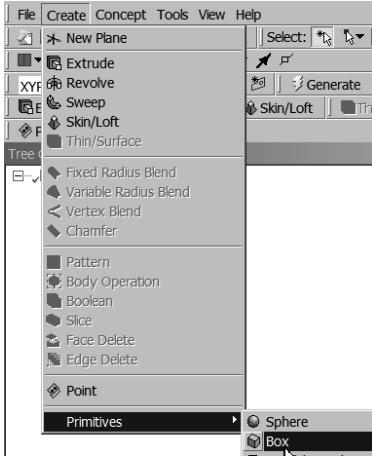 File Create Concept Tools View Help
New Plane
Select:
Extrude
Revolve
Generate
XYP
Sweep
Skin/Loft
Skin/Loft
Thin/Surface
Tree
Fixed Radius Blend
Variable Radius Blend
Vertex Blend
Chamfer
Pattern
Body Operation
Boolean
Slice
Face Delete
Edge Delete
Point
Primitives
Sphere
Box